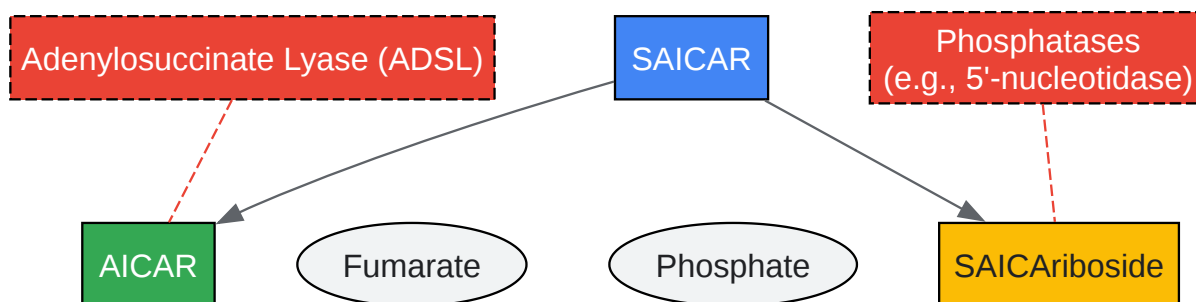 Adenylosuccinate Lyase (ADSL)
SAICAR
Phosphatases
(e.g., 5'-nucleotidase)
AICAR
Fumarate
Phosphate
SAICAriboside